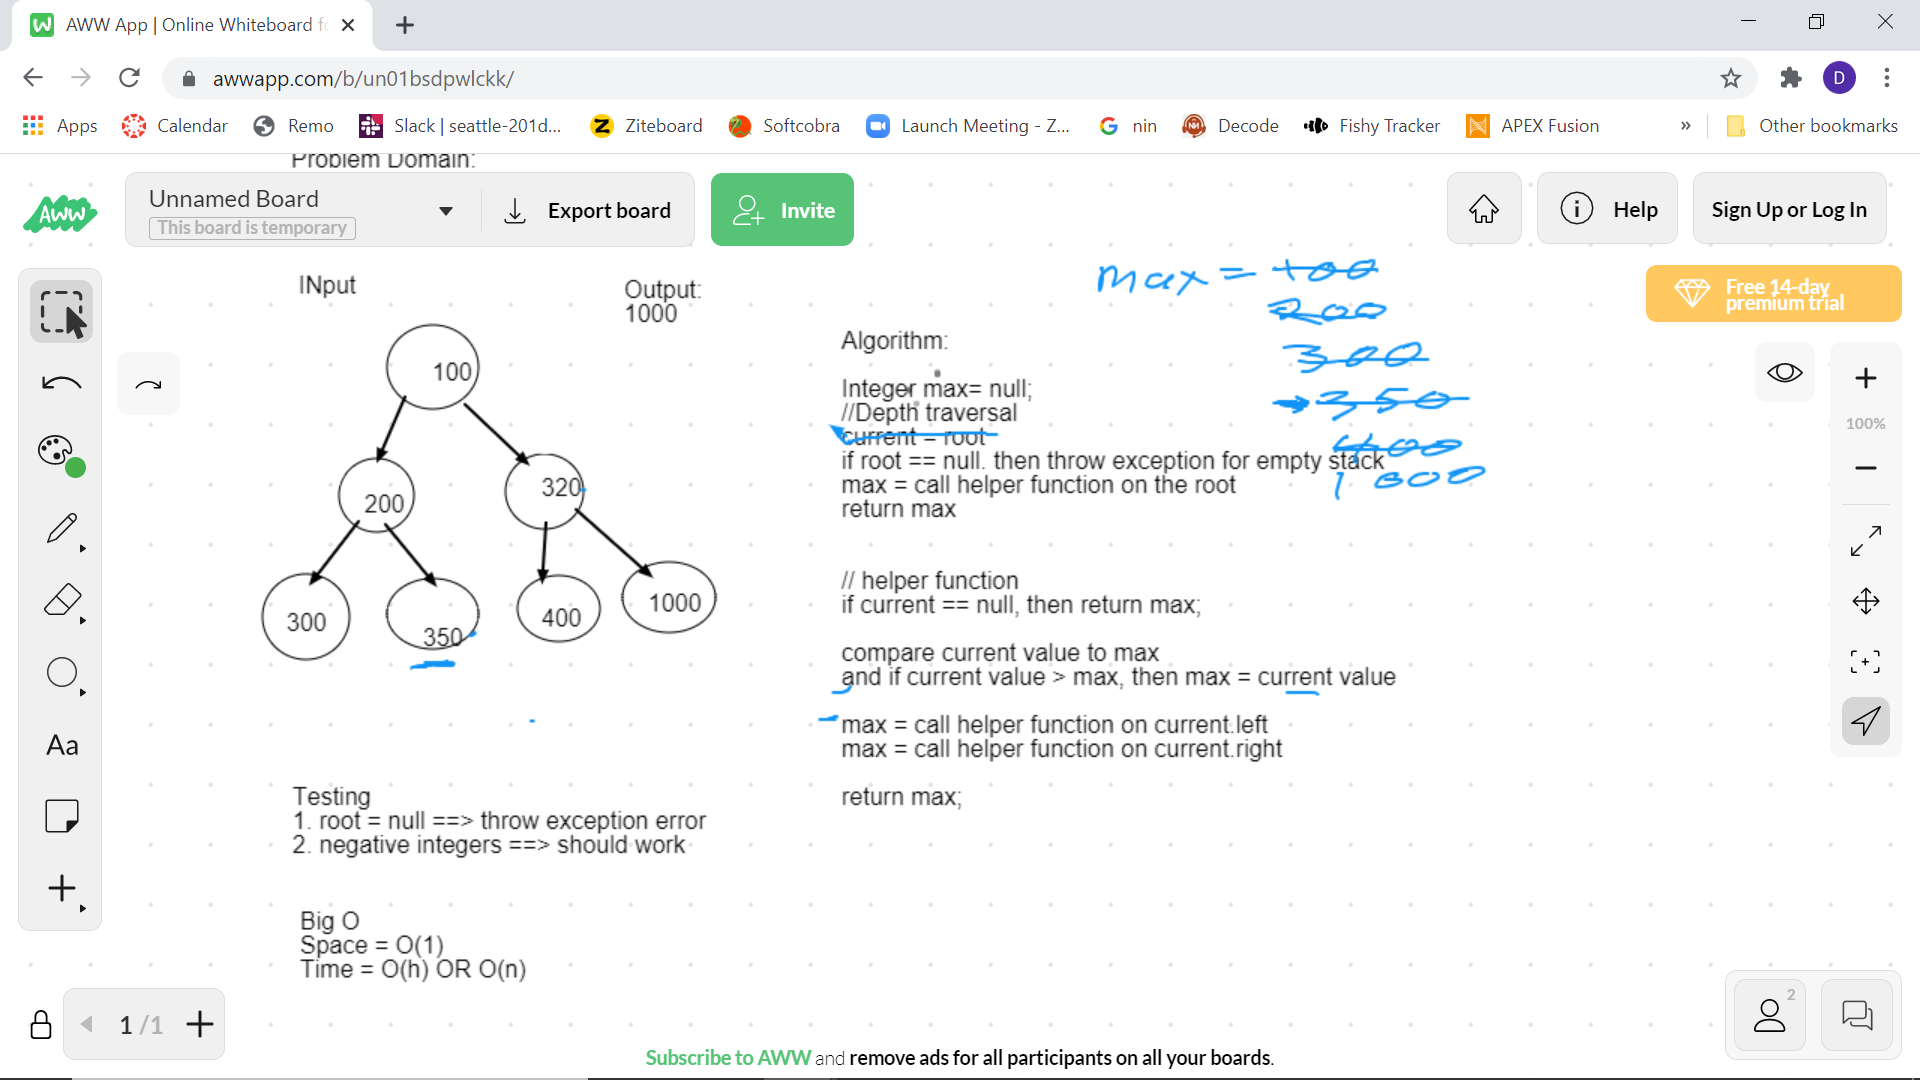 AWW App | Online Whiteboard f
awwapp.com/b/un01bsdpwlckk/
D
Apps
Calendar
Remo
Slack | seattle-201d...
Ziteboard
Softcobra
Launch Meeting - Z...
nin
Decode
Fishy Tracker
APEX Fusion
»
Other bookmarks
Problem Domain:
AWW
Unnamed Board
This board is temporary
Export board
Invite
Help
Sign Up or Log In
Free 14-day
premium trial
100%
INput
Output:
1000
100
200
320
300
350
400
1000
max = 100
200
300
350
400
1000
Algorithm:
Integer max= null;
//Depth traversal
current = root
if root == null. then throw exception for empty stack
max = call helper function on the root
return max
// helper function
if current == null, then return max;
compare current value to max
and if current value > max, then max = current value
max = call helper function on current.left
max = call helper function on current.right
return max;
Testing
1. root = null ==> throw exception error
2. negative integers ==> should work
Big O
Space = O(1)
Time = O(h) OR O(n)
Aa
1 /1
2
Subscribe to AWW and remove ads for all participants on all your boards.